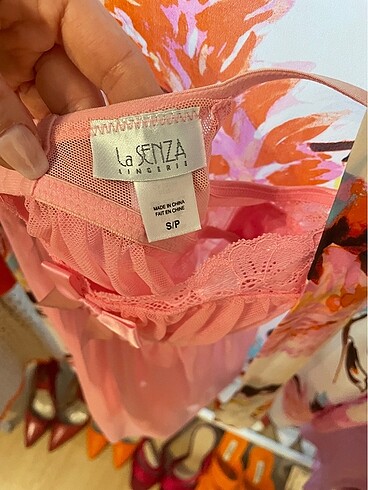 La SENZA
LINGERIE
MADE IN CHINA
FAIT EN CHINE
S/P